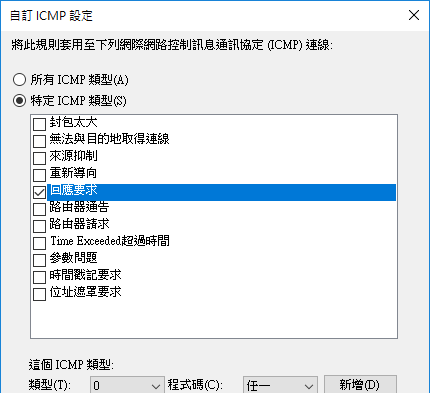 自訂 ICMP 設定
將此規則套用至下列網際網路控制訊息通訊協定 (ICMP) 連線:
所有 ICMP 類型(A)
特定 ICMP 類型(S)
封包太大
無法與目的地取得連線
來源抑制
重新導向
回應要求
路由器通告
路由器請求
Time Exceeded超過時間
參數問題
時間戳記要求
位址遮罩要求
這個 ICMP 類型:
類型(T): 0 程式碼(C): 任一 新增(D)